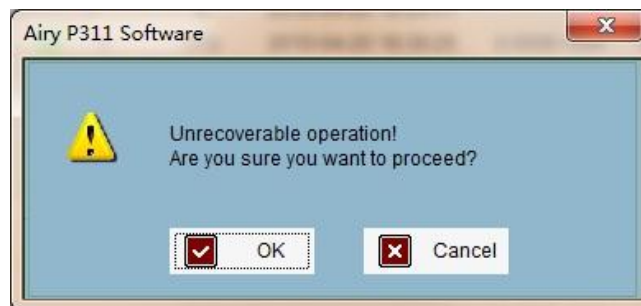 Airy P311 Software
Unrecoverable operation!
Are you sure you want to proceed?
OK
Cancel